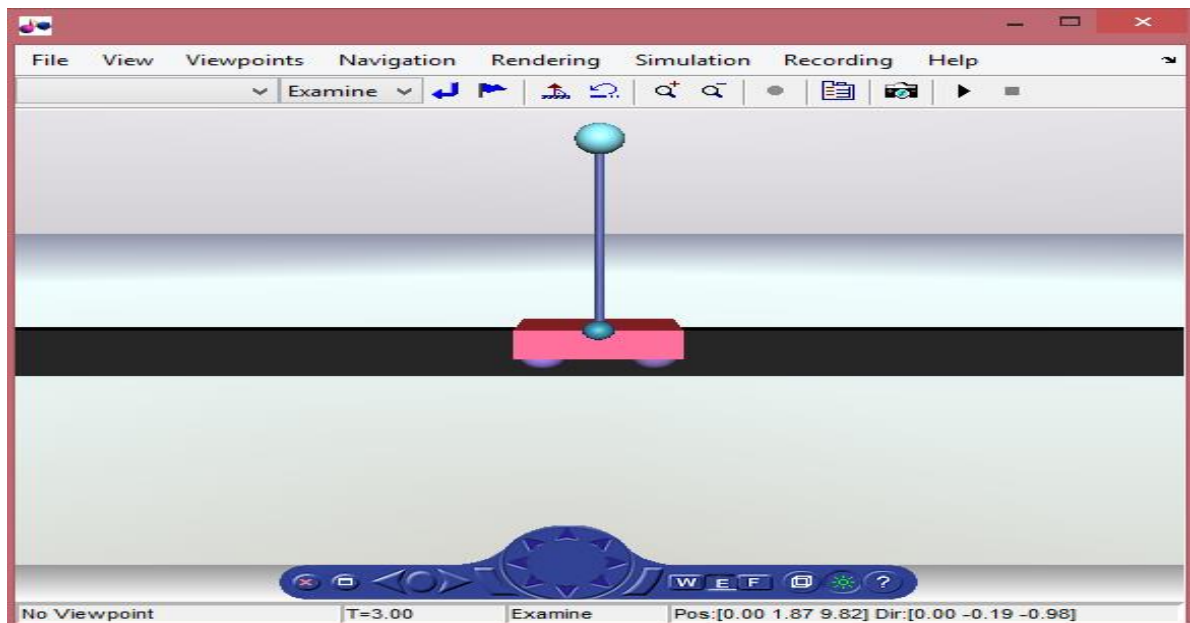 File View Viewpoints Navigation Rendering Simulation Recording Help
Examine
W E F ?
No Viewpoint T=3.00 Examine Pos:[0.00 1.87 9.82] Dir:[0.00 -0.19 -0.98]